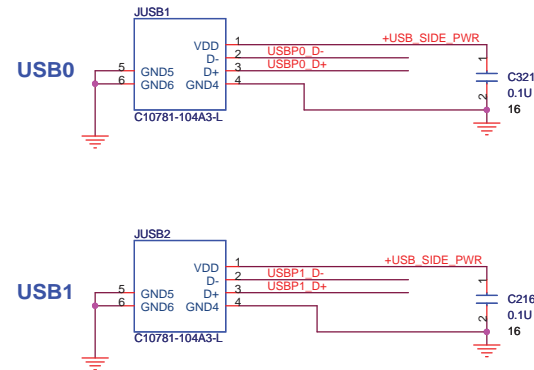 JUSB1
VDD 1 +USB_SIDE_PWR
D- 2 USBP0_D-
USB0 5 GND5 D+ 3 USBP0_D+
6 GND6 GND4 4
1 C321
0.1U
2 16
C10781-104A3-L
JUSB2
VDD 1 +USB_SIDE_PWR
D- 2 USBP1_D-
USB1 5 GND5 D+ 3 USBP1_D+
6 GND6 GND4 4
1 C216
0.1U
2 16
C10781-104A3-L